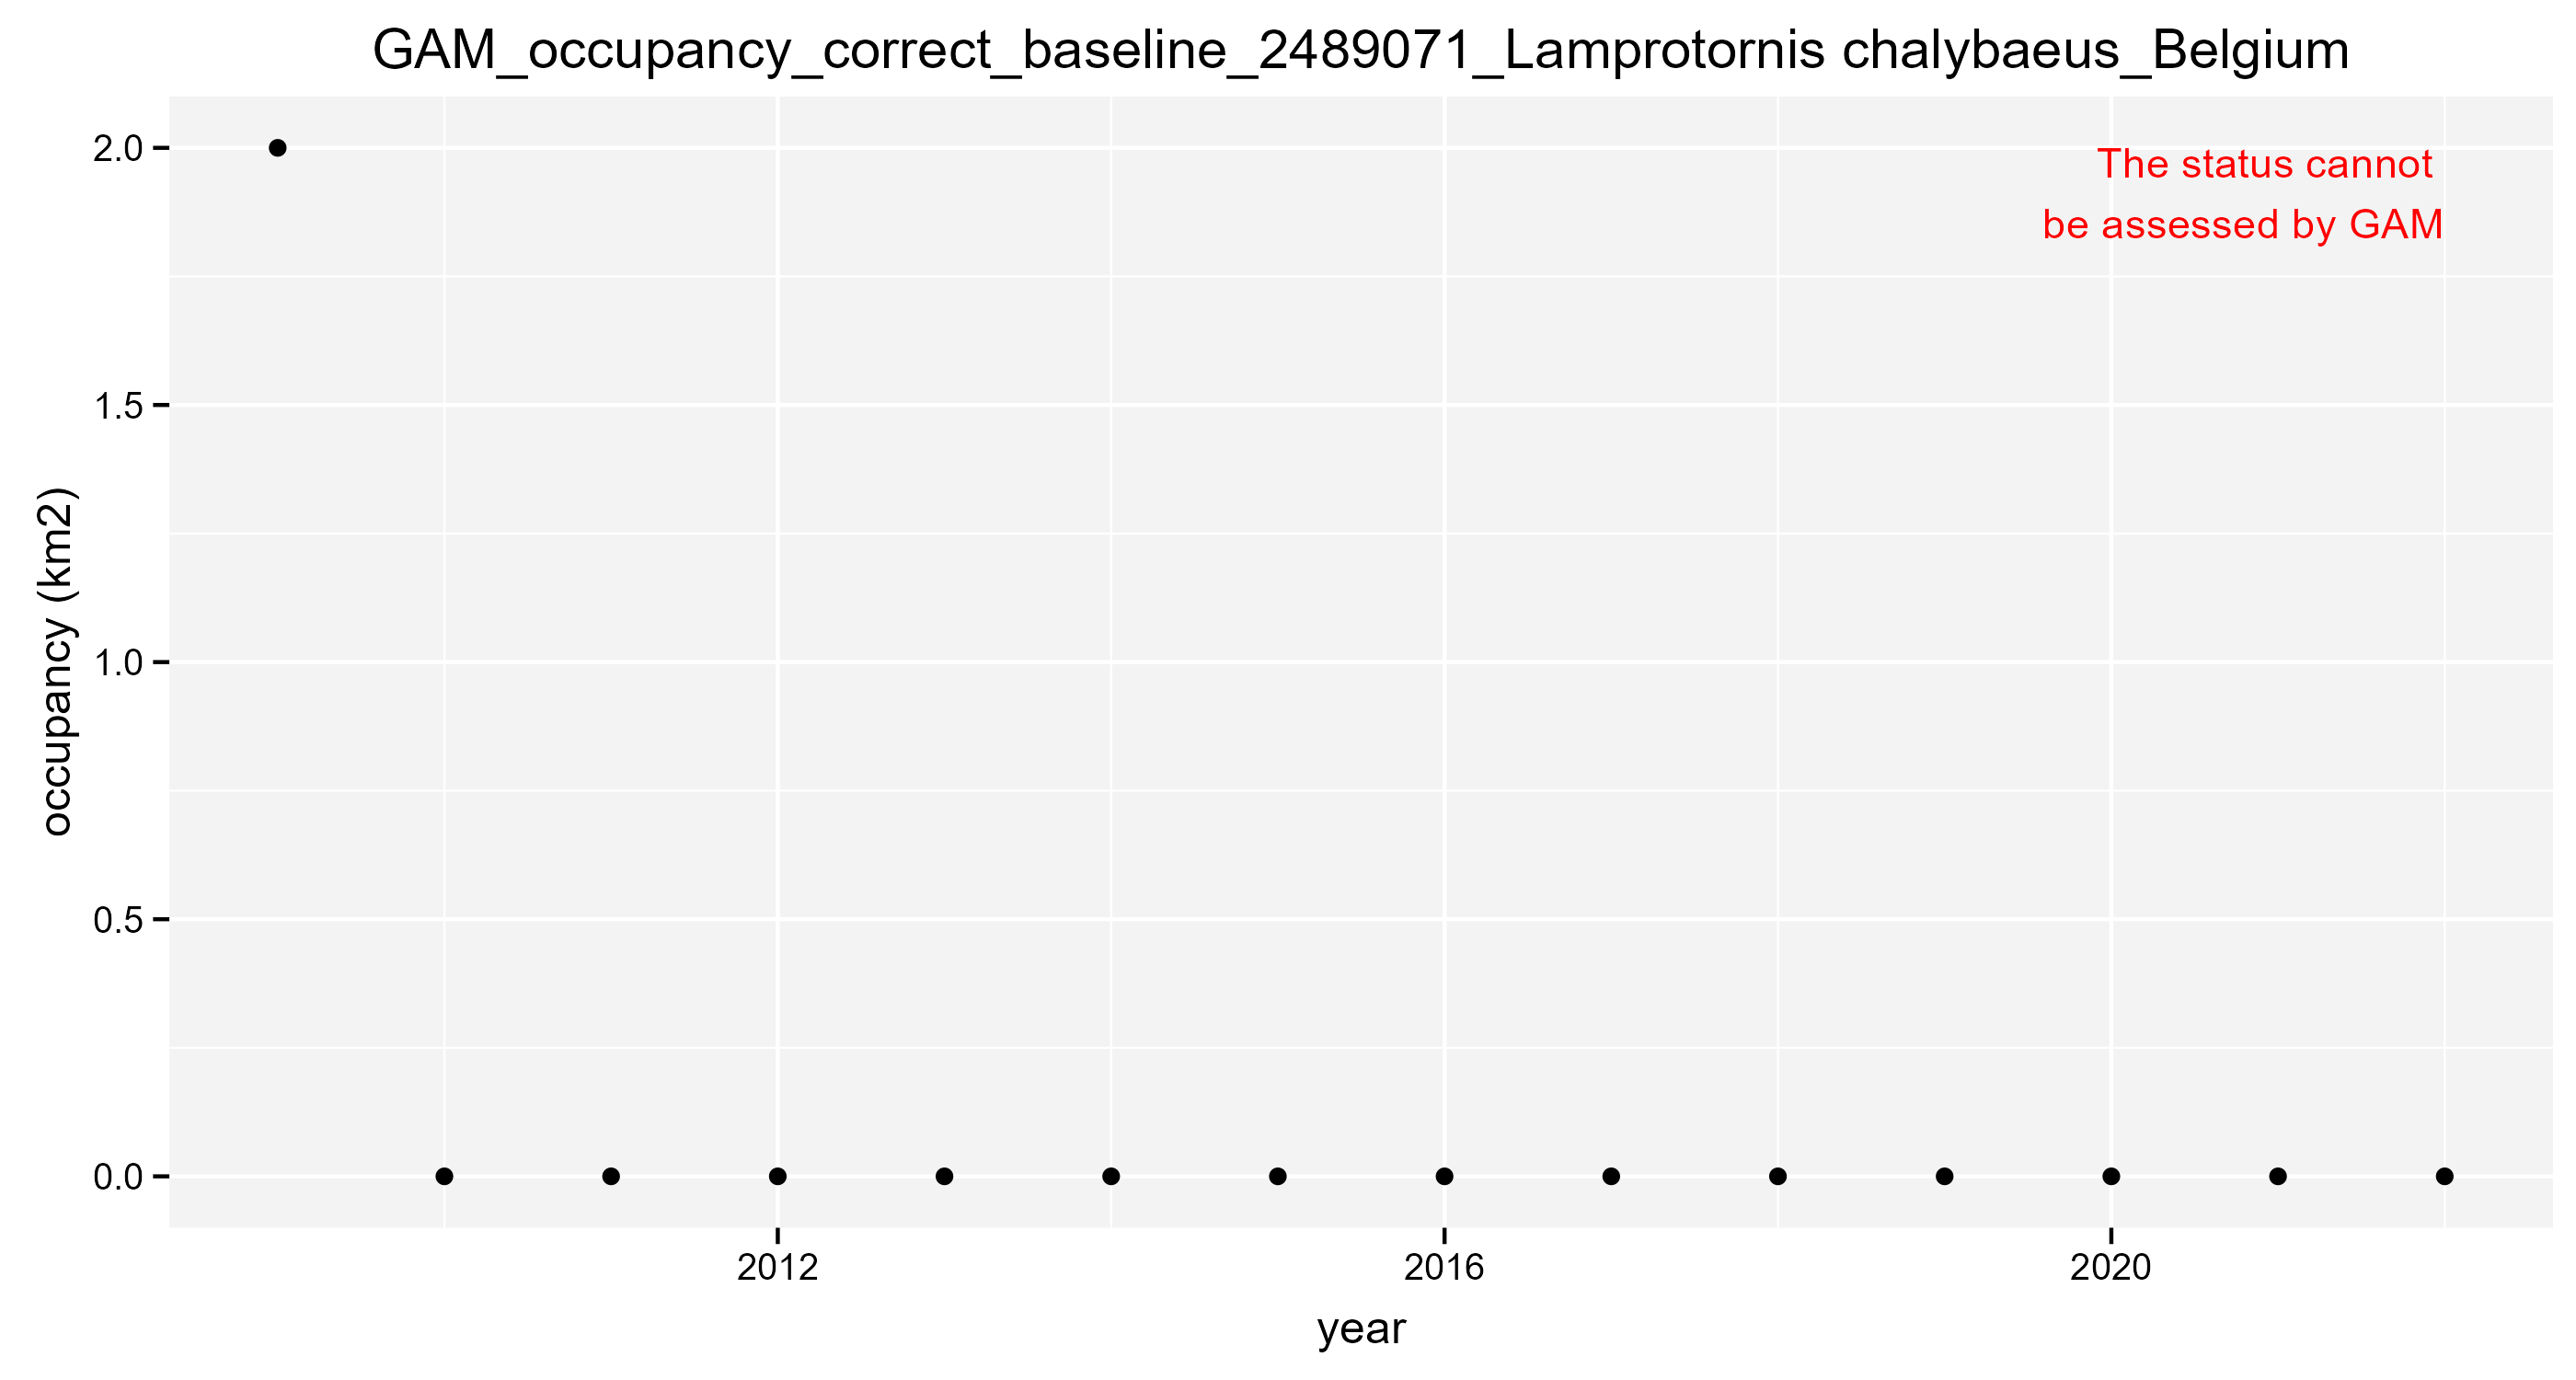 GAM_occupancy_correct_baseline_2489071_Lamprotornis chalybaeus_Belgium
The status cannot
be assessed by GAM
occupancy (km2)
2.0
1.5
1.0
0.5
0.0
2012
2016
2020
year